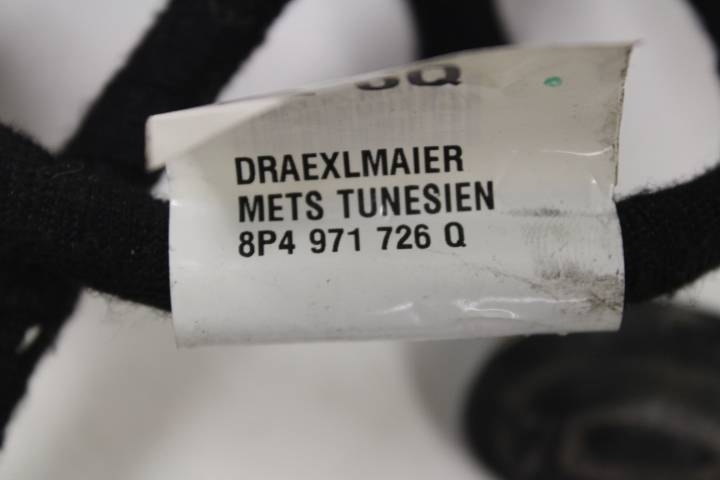 DRAEXLMAIER
METS TUNESIEN
8P4 971 726 Q